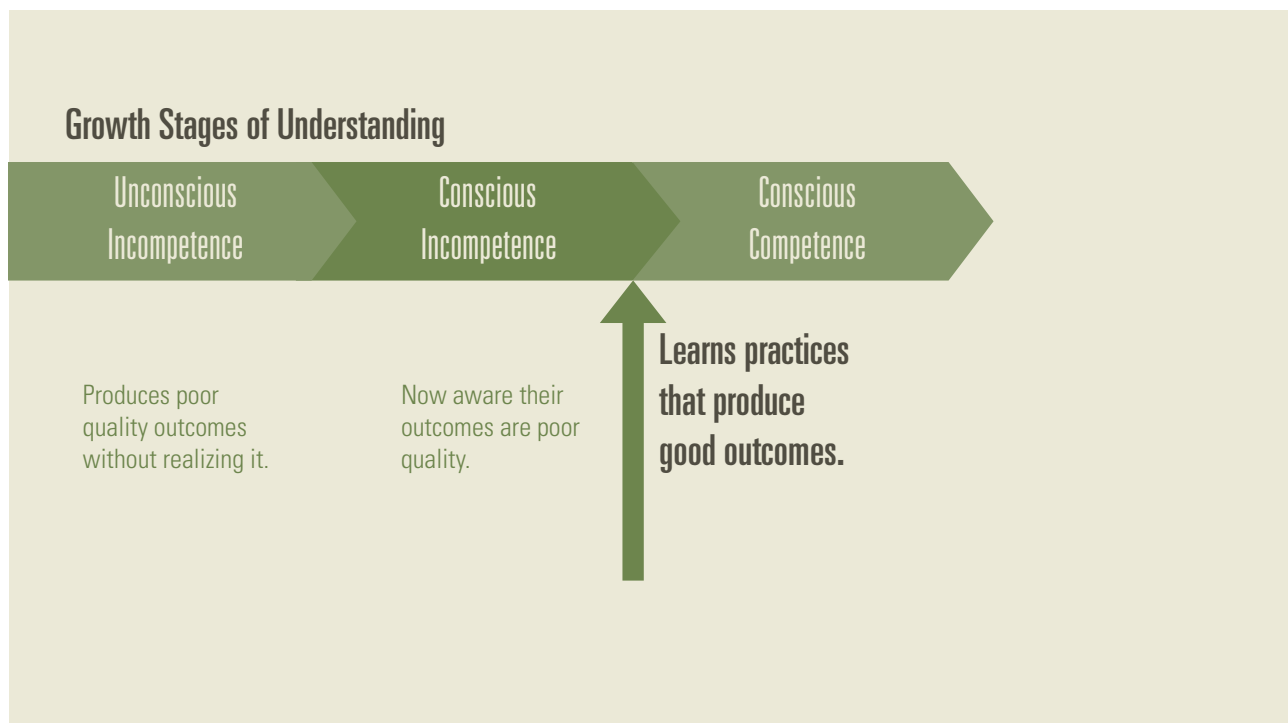 Growth Stages of Understanding
Unconscious
Incompetence
Conscious
Incompetence
Conscious
Competence
Produces poor
quality outcomes
without realizing it.
Now aware their
outcomes are poor
quality.
Learns practices
that produce
good outcomes.